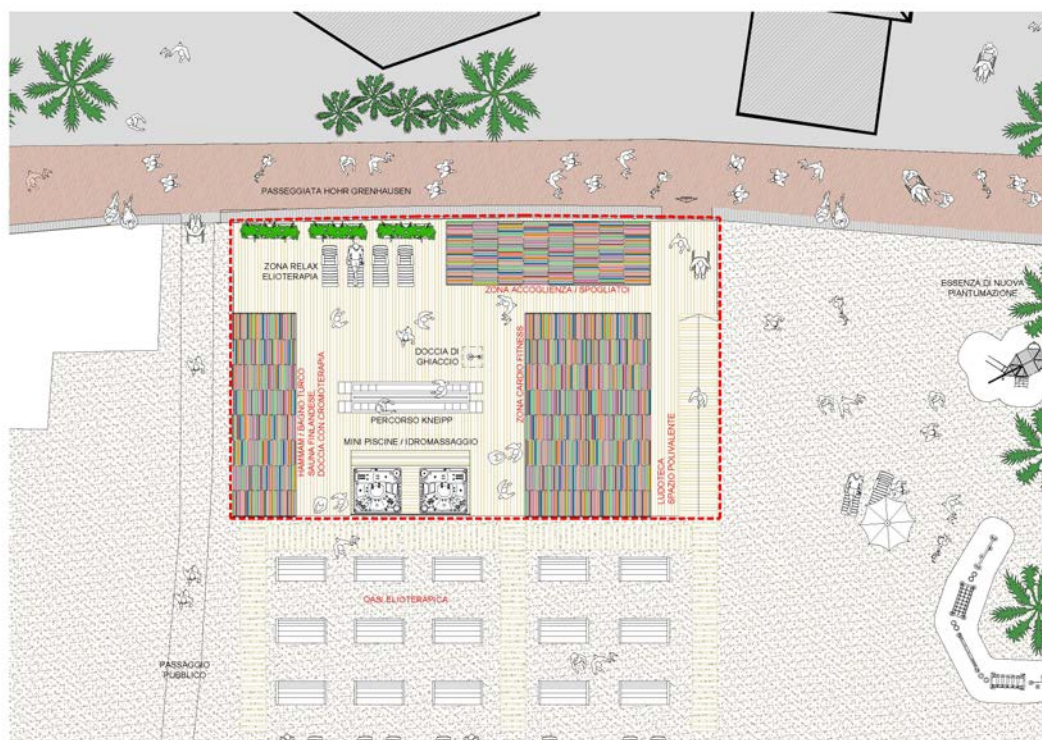 PASSEGGIATA HOHR GRENHAUSEN
ZONA RELAX
ELIOTERAPIA
ZONA ACCOGLIENZA / SPOGLIATOI
ESSENZA DI NUOVA
PIANTUMAZIONE
DOCCIA DI
GHIACCIO
ZONA CARDIO FITNESS
HAMMAM / BAGNO TURCO
SAUNA FINLANDESE,
DOCCIA CON CROMOTERAPIA
PERCORSO KNEIPP
MINI PISCINE / IDROMASSAGGIO
LUDOTECA
SPAZIO POLIVALENTE
OASI ELIOTERAPICA
PASSAGGIO
PUBBLICO